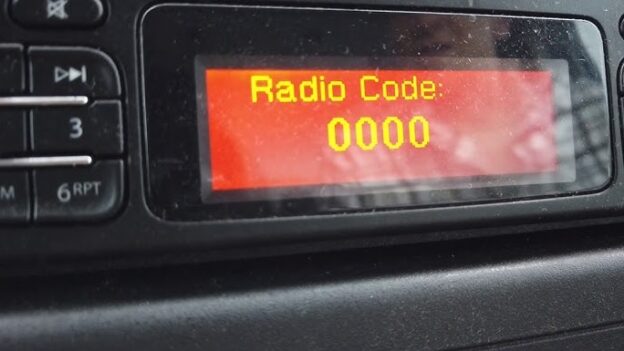 Radio Code:
0000
3
M
6RPT